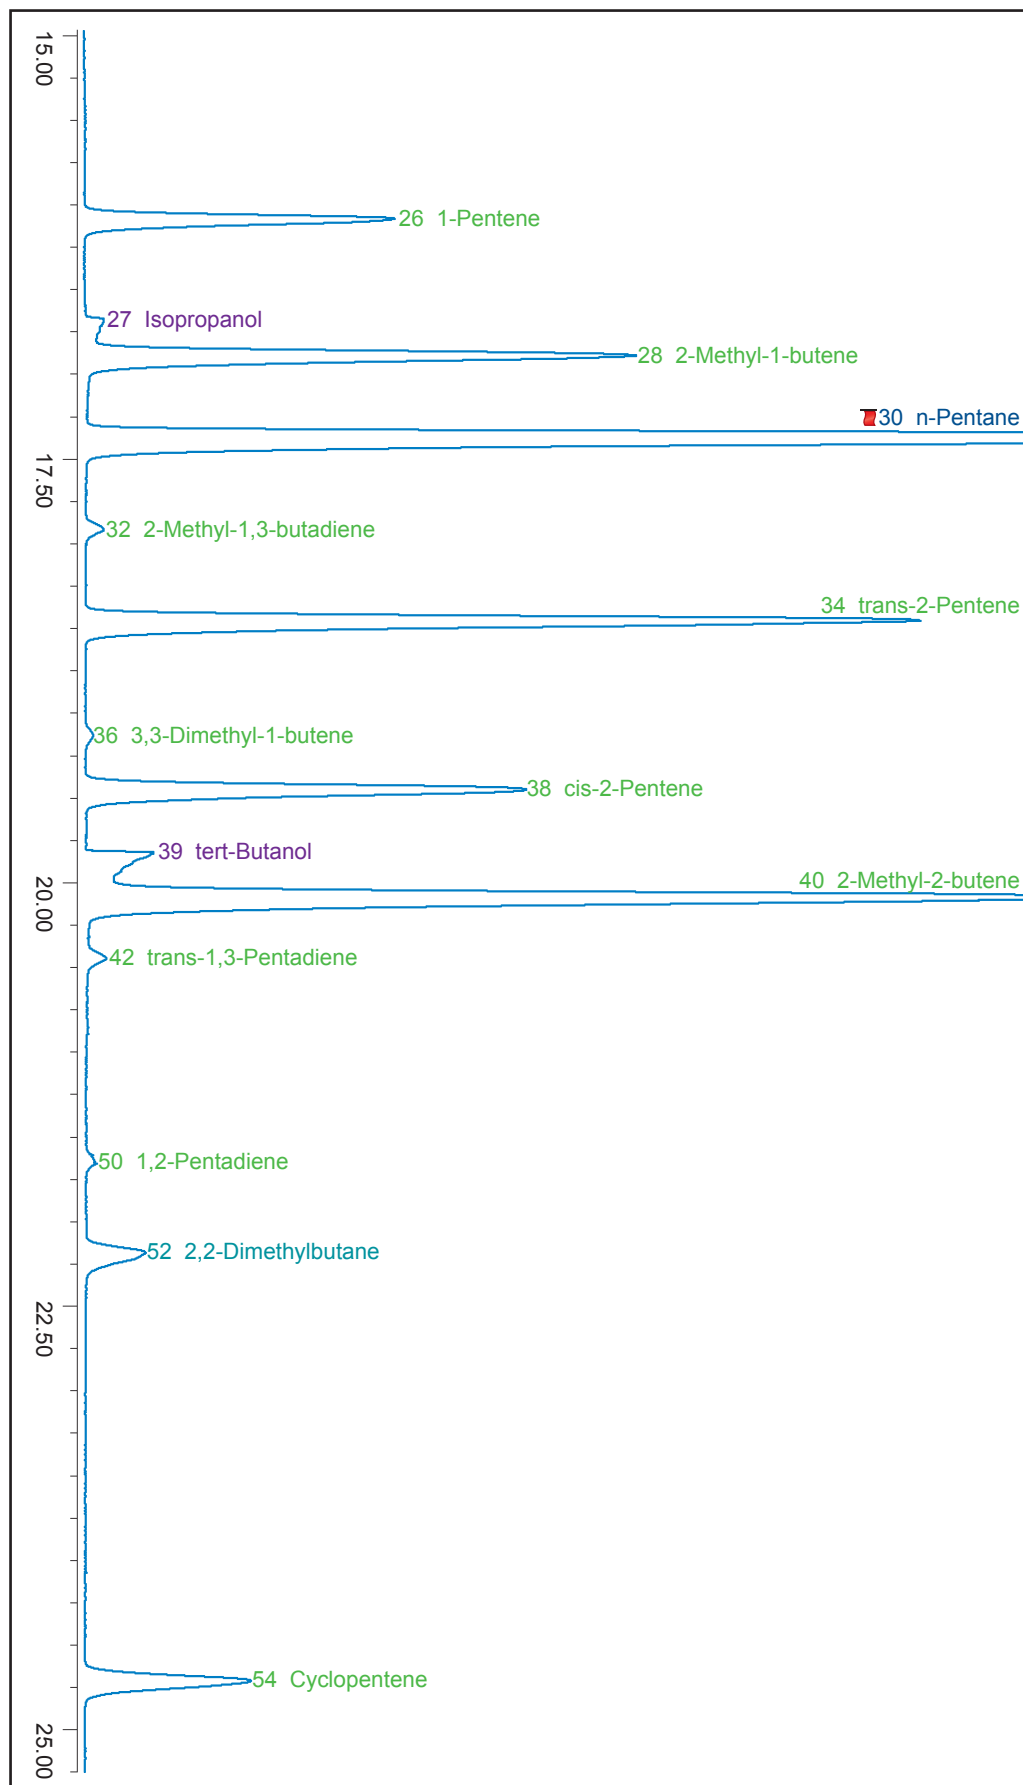 15.00
26 1-Pentene
27 Isopropanol
28 2-Methyl-1-butene
30 n-Pentane
17.50
32 2-Methyl-1,3-butadiene
34 trans-2-Pentene
36 3,3-Dimethyl-1-butene
38 cis-2-Pentene
39 tert-Butanol
40 2-Methyl-2-butene
20.00
42 trans-1,3-Pentadiene
50 1,2-Pentadiene
52 2,2-Dimethylbutane
22.50
54 Cyclopentene
25.00